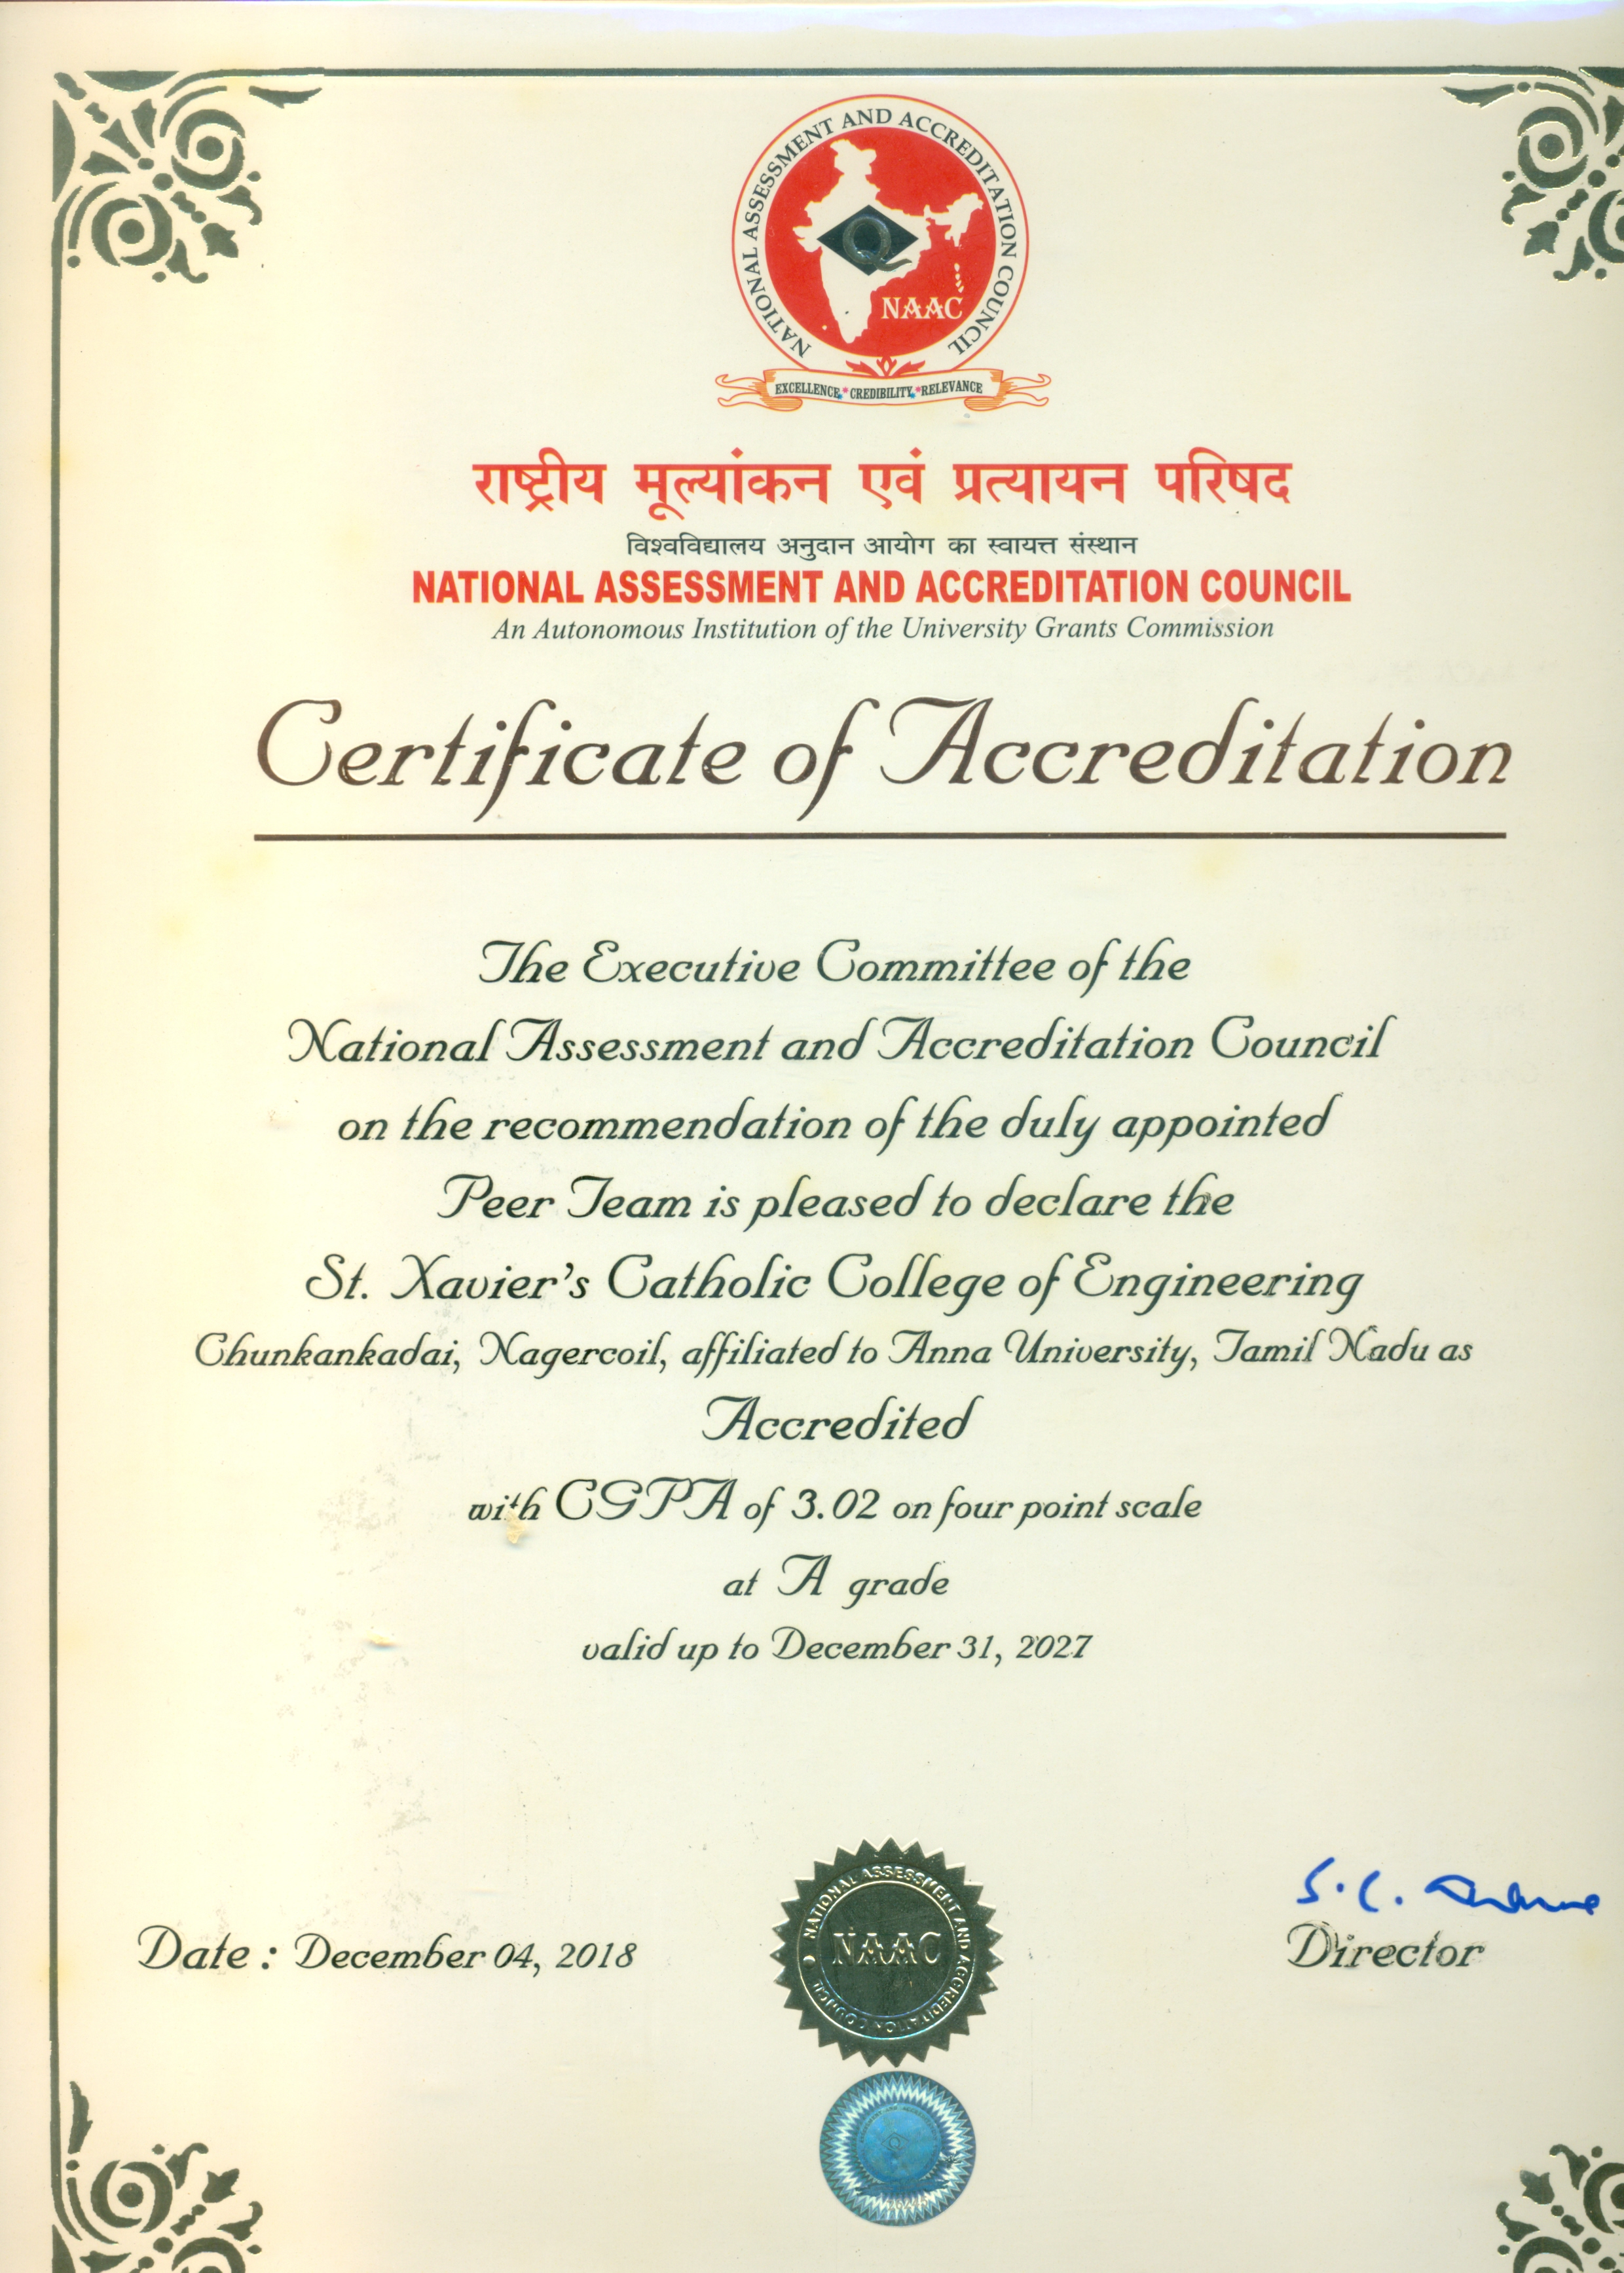 NATIONAL ASSESSMENT AND ACCREDITATION COUNCIL
Q
NAAC
EXCELLENCE * CREDIBILITY * RELEVANCE
राष्ट्रीय मूल्यांकन एवं प्रत्यायन परिषद
विश्वविद्यालय अनुदान आयोग का स्वायत्त संस्थान
NATIONAL ASSESSMENT AND ACCREDITATION COUNCIL
An Autonomous Institution of the University Grants Commission
Certificate of Accreditation
The Executive Committee of the
National Assessment and Accreditation Council
on the recommendation of the duly appointed
Peer Team is pleased to declare the
St. Xavier's Catholic College of Engineering
Chunkankadai, Nagercoil, affiliated to Anna University, Tamil Nadu as
Accredited
with CGPA of 3.02 on four point scale
at A grade
valid up to December 31, 2027
S. C.
Director
Date : December 04, 2018
NATIONAL ASSESSMENT AND ACCREDITATION COUNCIL
NAAC